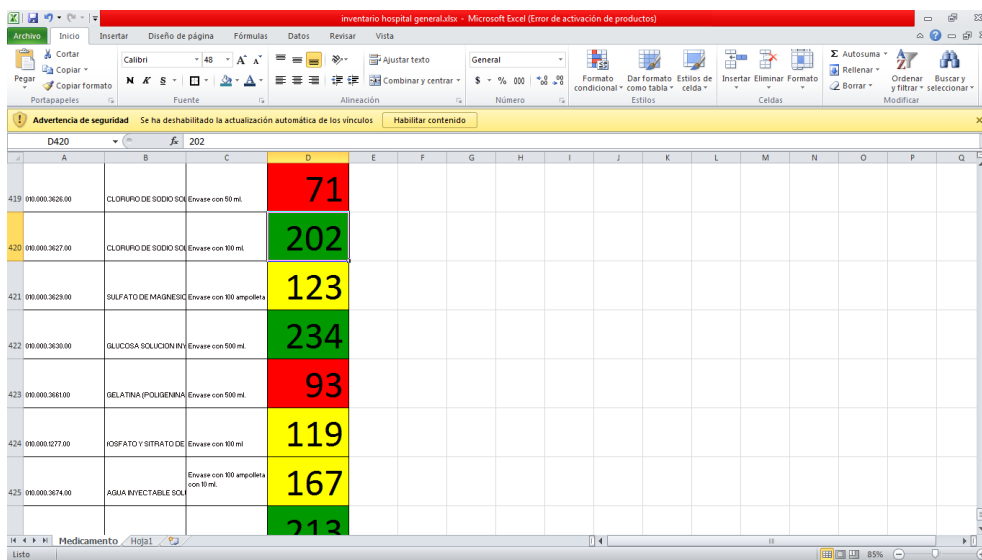 inventario hospital general.xlsx - Microsoft Excel (Error de activación de productos)
Archivo Inicio Insertar Diseño de página Fórmulas Datos Revisar Vista
Cortar
Copiar
Copiar formato
Pegar
Portapapeles
Calibri 48
N K S
Fuente
Ajustar texto
Combinar y centrar
Alineación
General
$ % 000
Número
Formato condicional
Dar formato como tabla
Estilos de celda
Estilos
Insertar Eliminar Formato
Celdas
Autosuma
Rellenar
Borrar
Ordenar y filtrar
Buscar y seleccionar
Modificar
Advertencia de seguridad Se ha deshabilitado la actualización automática de los vínculos Habilitar contenido
D420 fx 202
A B C D E F G H I J K L M N O P Q
419 010.000.3626.00 CLORURO DE SODIO SOL Envase con 50 ml. 71
420 010.000.3627.00 CLORURO DE SODIO SOL Envase con 100 ml. 202
421 010.000.3629.00 SULFATO DE MAGNESIO Envase con 100 ampolleta 123
422 010.000.3630.00 GLUCOSA SOLUCION INY Envase con 500 ml. 234
423 010.000.3661.00 GELATINA (POLIGENINA Envase con 500 ml. 93
424 010.000.1277.00 FOSFATO Y SITRATO DE Envase con 100 ml 119
425 010.000.3674.00 AGUA INYECTABLE SOL Envase con 100 ampolleta con 10 ml. 167
213
Medicamento Hoja1
Listo 85%